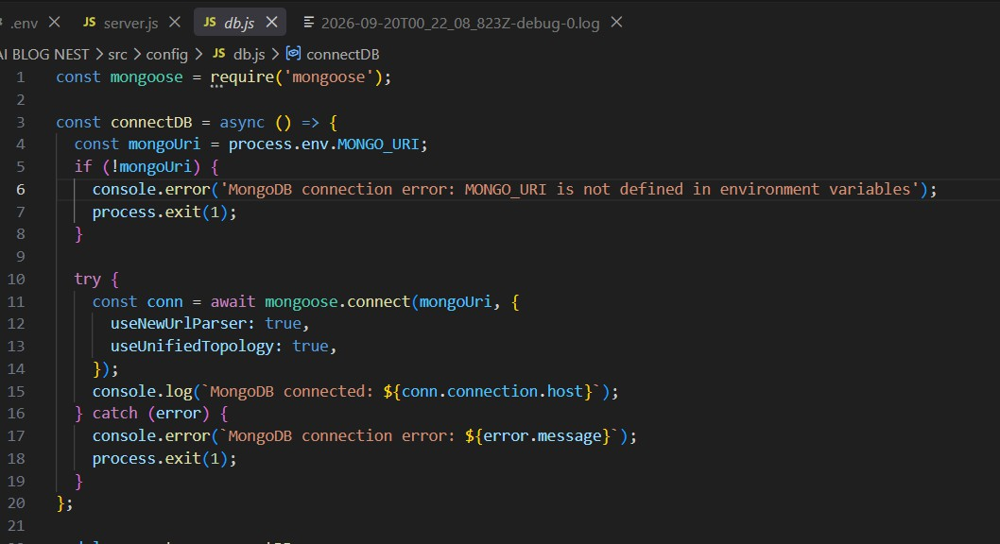 .env JS server.js JS db.js 2026-09-20T00_22_08_823Z-debug-0.log
AI BLOG NEST > src > config > JS db.js > connectDB
1 const mongoose = require('mongoose');
2
3 const connectDB = async () => {
4 const mongoUri = process.env.MONGO_URI;
5 if (!mongoUri) {
6 console.error('MongoDB connection error: MONGO_URI is not defined in environment variables');
7 process.exit(1);
8 }
9
10 try {
11 const conn = await mongoose.connect(mongoUri, {
12 useNewUrlParser: true,
13 useUnifiedTopology: true,
14 });
15 console.log(`MongoDB connected: ${conn.connection.host}`);
16 } catch (error) {
17 console.error(`MongoDB connection error: ${error.message}`);
18 process.exit(1);
19 }
20 };
21